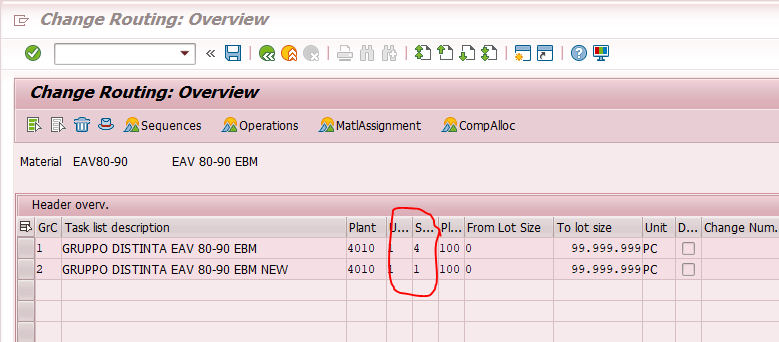 Change Routing: Overview
«
Change Routing: Overview
Sequences Operations MatlAssignment CompAlloc
Material EAV80-90 EAV 80-90 EBM
Header overv.
GrC Task list description Plant U... S... Pl... From Lot Size To lot size Unit D... Change Num.
1 GRUPPO DISTINTA EAV 80-90 EBM 4010 1 4 100 0 99.999.999 PC
2 GRUPPO DISTINTA EAV 80-90 EBM NEW 4010 1 1 100 0 99.999.999 PC